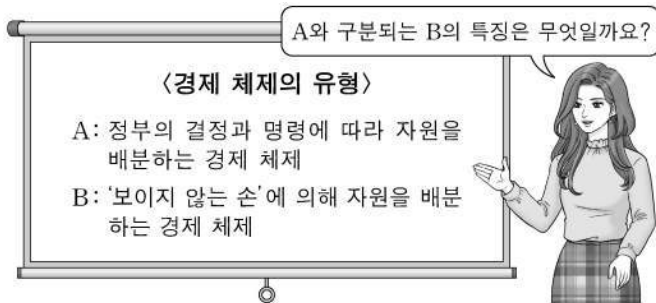 A와 구분되는 B의 특징은 무엇일까요?
〈경제 체제의 유형〉
A: 정부의 결정과 명령에 따라 자원을
배분하는 경제 체제
B: ‘보이지 않는 손’에 의해 자원을 배분
하는 경제 체제